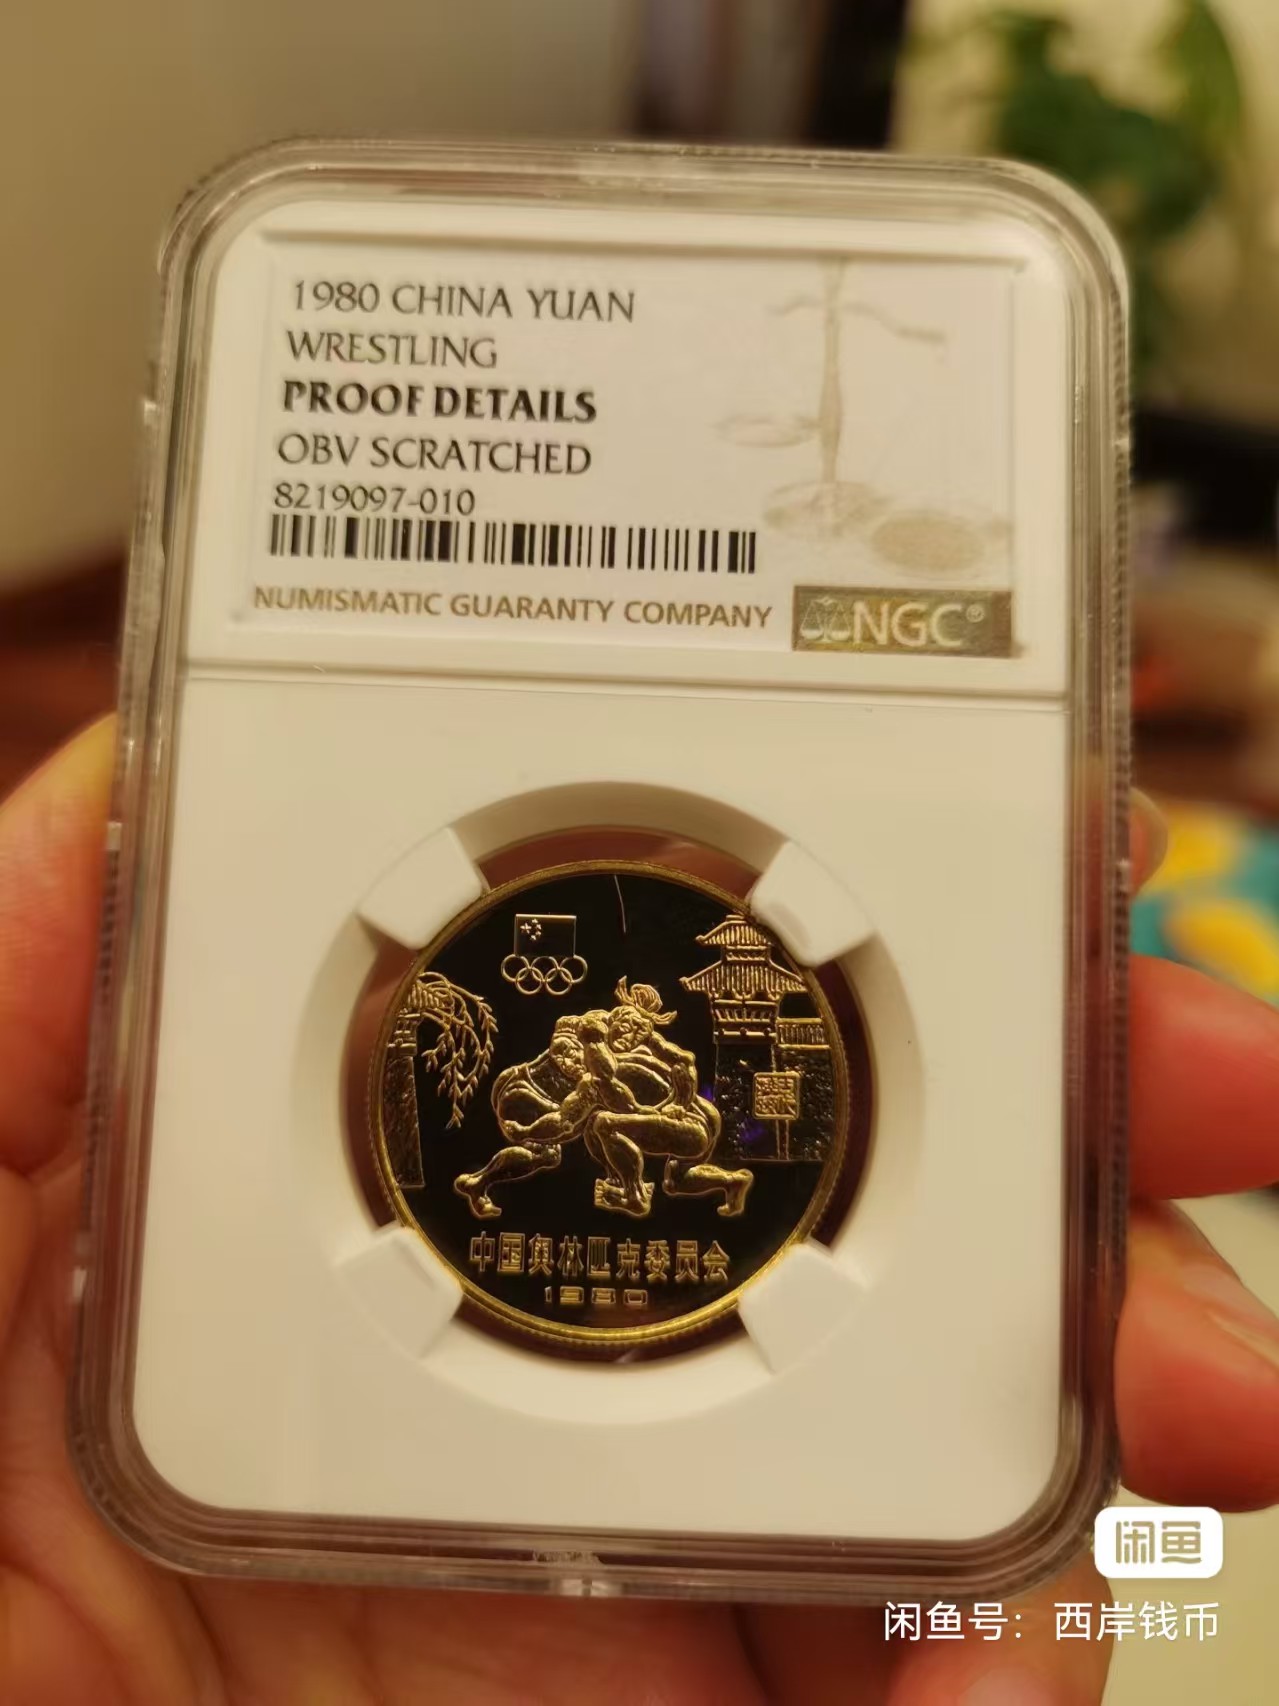 1980 CHINA YUAN
WRESTLING
PROOF DETAILS
OBV SCRATCHED
8219097-010
NUMISMATIC GUARANTY COMPANY
NGC®
中国奥林匹克委员会
1980
闲鱼
闲鱼号：西岸钱币